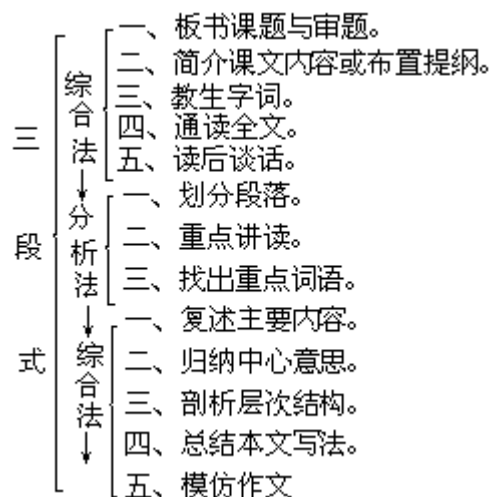 三段式
综合法
一、板书课题与审题。
二、简介课文内容或布置提纲。
三、教生字词。
四、通读全文。
五、读后谈话。
分析法
一、划分段落。
二、重点讲读。
三、找出重点词语。
综合法
一、复述主要内容。
二、归纳中心意思。
三、剖析层次结构。
四、总结本文写法。
五、模仿作文